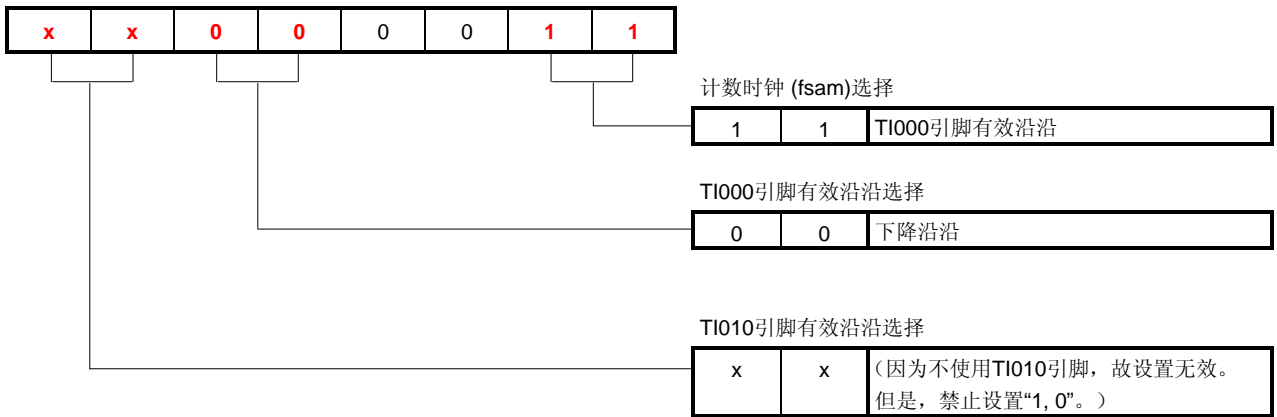 x x 0 0 0 0 1 1
计数时钟 (fsam)选择
1 1 TI000引脚有效沿沿
TI000引脚有效沿沿选择
0 0 下降沿沿
TI010引脚有效沿沿选择
x x （因为不使用TI010引脚，故设置无效。
但是，禁止设置“1, 0”。）